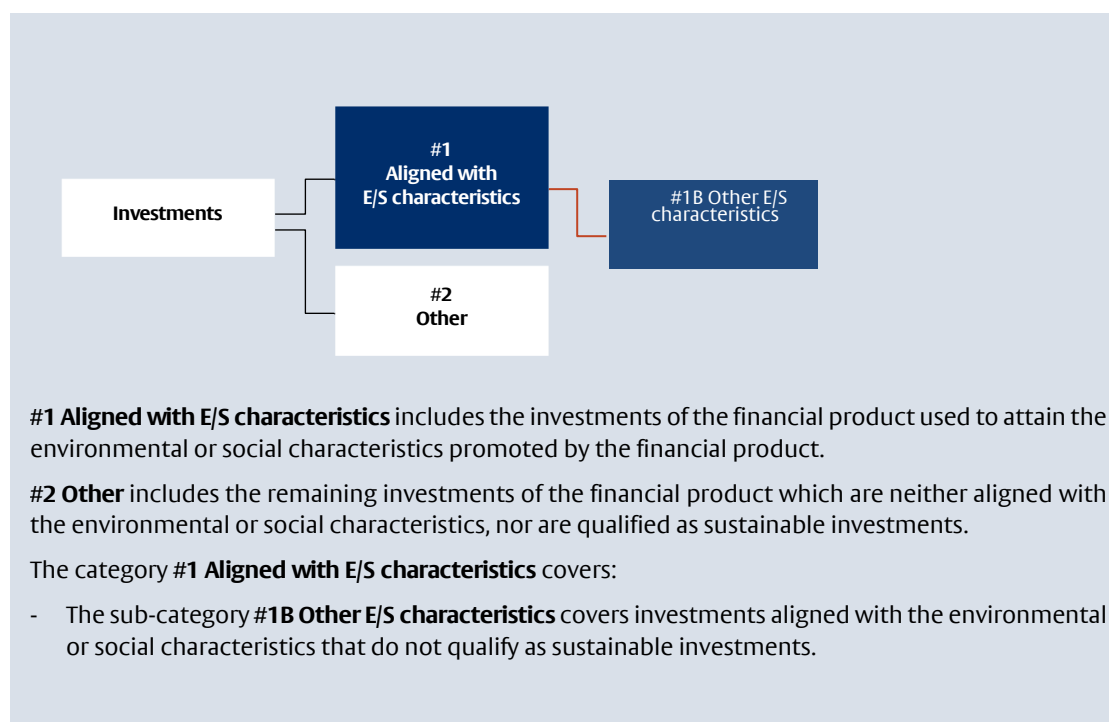 #1
Aligned with
E/S characteristics
Investments
#1B Other E/S
characteristics
#2
Other
#1 Aligned with E/S characteristics includes the investments of the financial product used to attain the
environmental or social characteristics promoted by the financial product.
#2 Other includes the remaining investments of the financial product which are neither aligned with
the environmental or social characteristics, nor are qualified as sustainable investments.
The category #1 Aligned with E/S characteristics covers:
- The sub-category #1B Other E/S characteristics covers investments aligned with the environmental
or social characteristics that do not qualify as sustainable investments.